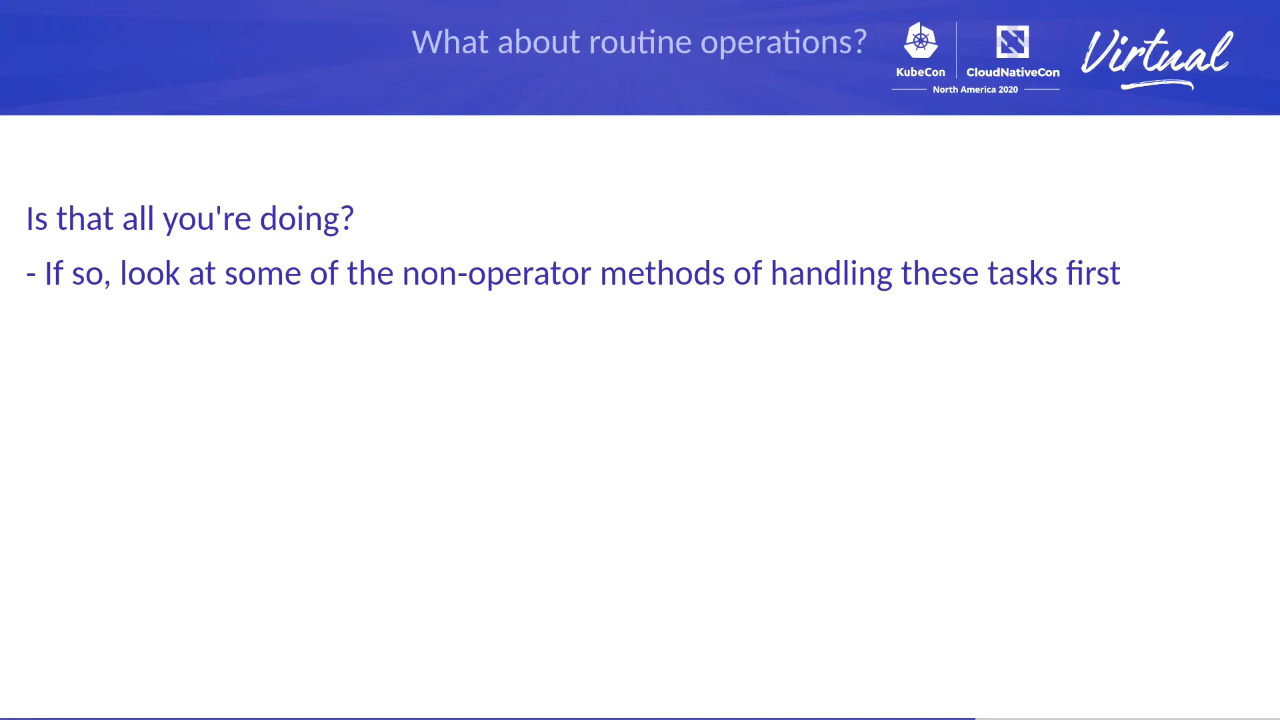 What about routine operations?
KubeCon
CloudNativeCon
North America 2020
Virtual
Is that all you're doing?
- If so, look at some of the non-operator methods of handling these tasks first